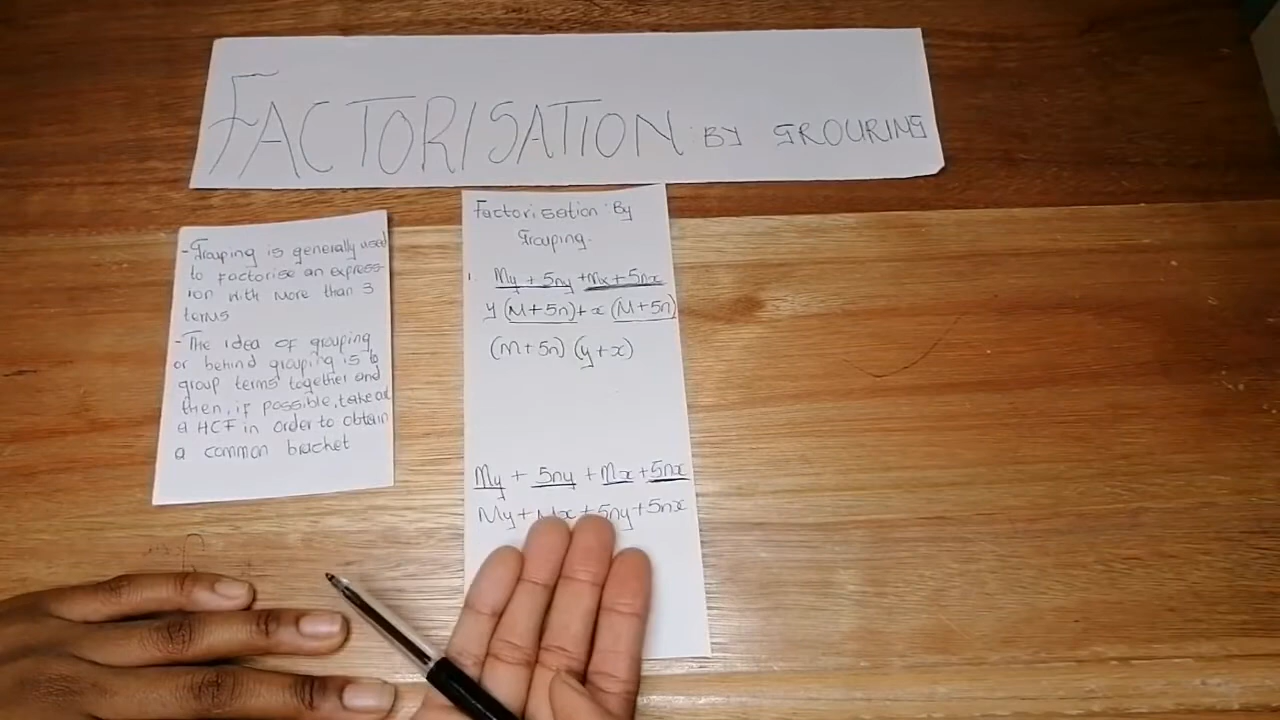 FACTORISATION: BY GROUPING
- Grouping is generally used
to factorise an express-
ion with more than 3
terms
- The idea of grouping
or behind grouping is to
group terms together and
then, if possible, take out
a HCF in order to obtain
a common bracket
Factorisation: By
Grouping.
1. My + 5ny + Mx + 5nx
y (M + 5n) + x (M + 5n)
(M + 5n) (y + x)
My + 5ny + Mx + 5nx
My + Mx + 5ny + 5nx